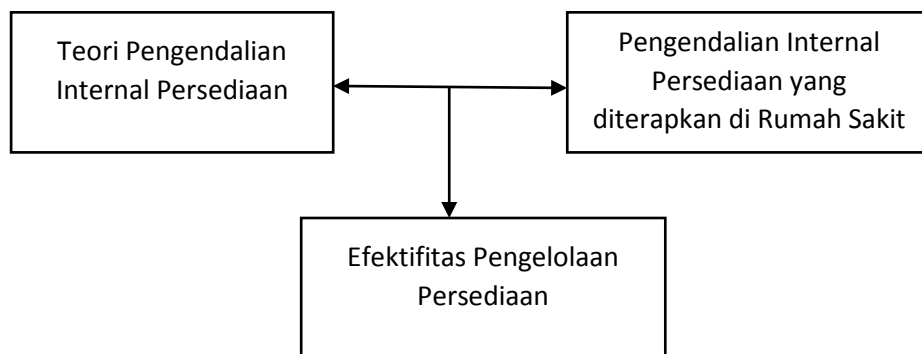 Teori Pengendalian
Internal Persediaan
Pengendalian Internal
Persediaan yang
diterapkan di Rumah Sakit
Efektifitas Pengelolaan
Persediaan